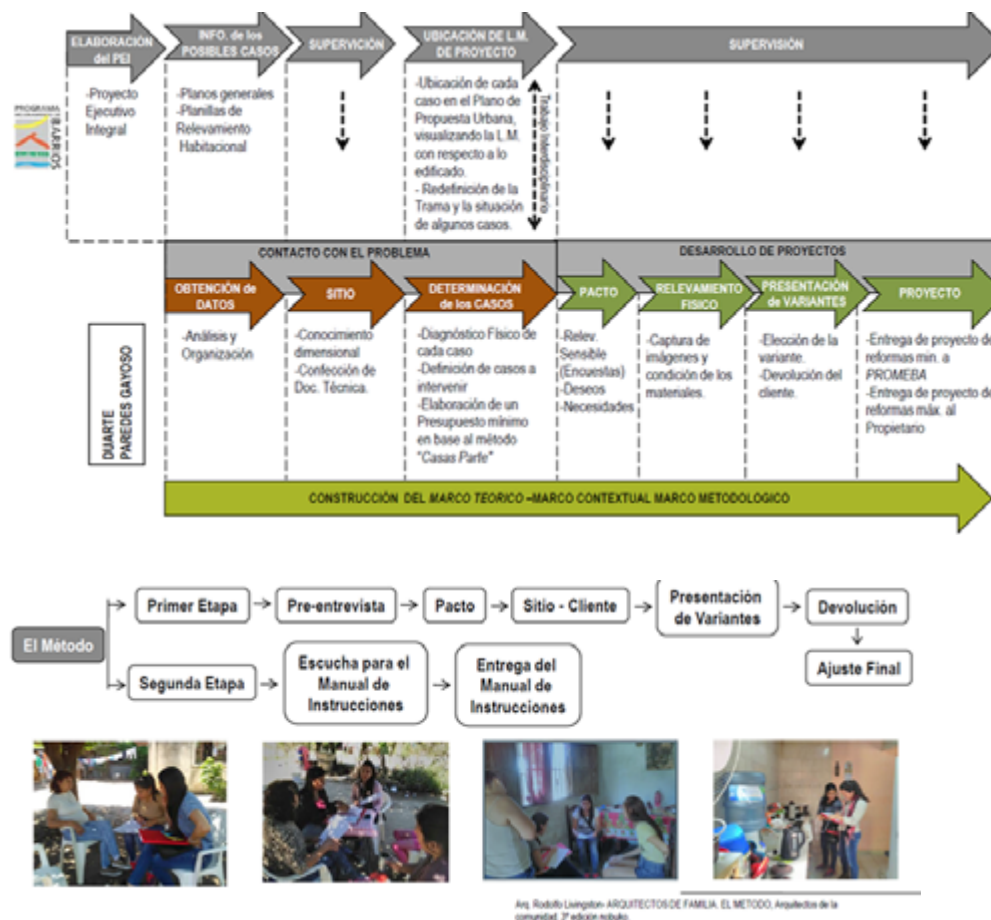 ELABORACIÓN
del PEI
INFO. de los
POSIBLES CASOS
SUPERVICIÓN
UBICACIÓN DE L.M.
DE PROYECTO
SUPERVISIÓN
PROGRAMA
-Proyecto
Ejecutivo
Integral
-Planos generales
-Planillas de
Relevamiento
Habitacional
-Ubicación de cada
caso en el Plano de
Propuesta Urbana,
visualizando la L.M.
con respecto a lo
edificado.
- Redefinición de la
Trama y la situación
de algunos casos.
Trabajo Interdisciplinario
CONTACTO CON EL PROBLEMA
DESARROLLO DE PROYECTOS
OBTENCIÓN de
DATOS
SITIO
DETERMINACIÓN
de los CASOS
PACTO
RELEVAMIENTO
FISICO
PRESENTACIÓN
de VARIANTES
PROYECTO
DUARTE
PAREDES GAYOSO
-Análisis y
Organización
-Conocimiento
dimensional
-Confección de
Doc. Técnica.
-Diagnóstico Físico de
cada caso
-Definición de casos a
intervenir
-Elaboración de un
Presupuesto mínimo
en base al método
"Casas Parte"
-Relev.
Sensible
(Encuestas)
-Deseos
-Necesidades
-Captura de
imágenes y
condición de los
materiales.
-Elección de la
variante.
-Devolución del
cliente.
-Entrega de proyecto de
reformas min. a
PROMEBA
-Entrega de proyecto de
reformas máx. al
Propietario
CONSTRUCCIÓN DEL MARCO TEORICO –MARCO CONTEXTUAL MARCO METODOLOGICO
El Método
Primer Etapa
Pre-entrevista
Pacto
Sitio - Cliente
Presentación
de Variantes
Devolución
Ajuste Final
Segunda Etapa
Escucha para el
Manual de
Instrucciones
Entrega del
Manual de
Instrucciones
Arq. Rodolfo Livingston- ARQUITECTOS DE FAMILIA. EL METODO, Arquitectos de la
comunidad. 3ª edición nobuko.